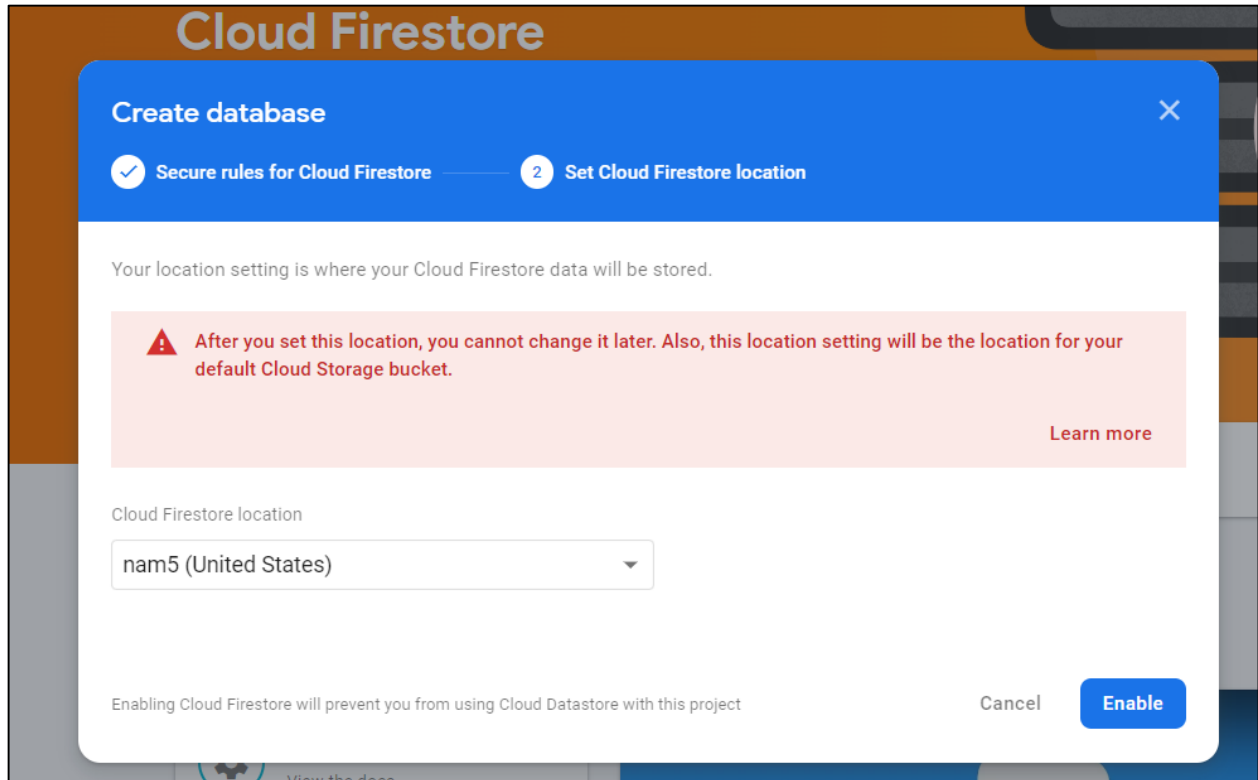 Cloud Firestore
Create database
Secure rules for Cloud Firestore
2 Set Cloud Firestore location
Your location setting is where your Cloud Firestore data will be stored.
After you set this location, you cannot change it later. Also, this location setting will be the location for your
default Cloud Storage bucket.
Learn more
Cloud Firestore location
nam5 (United States)
Enabling Cloud Firestore will prevent you from using Cloud Datastore with this project
Cancel
Enable
View the docs